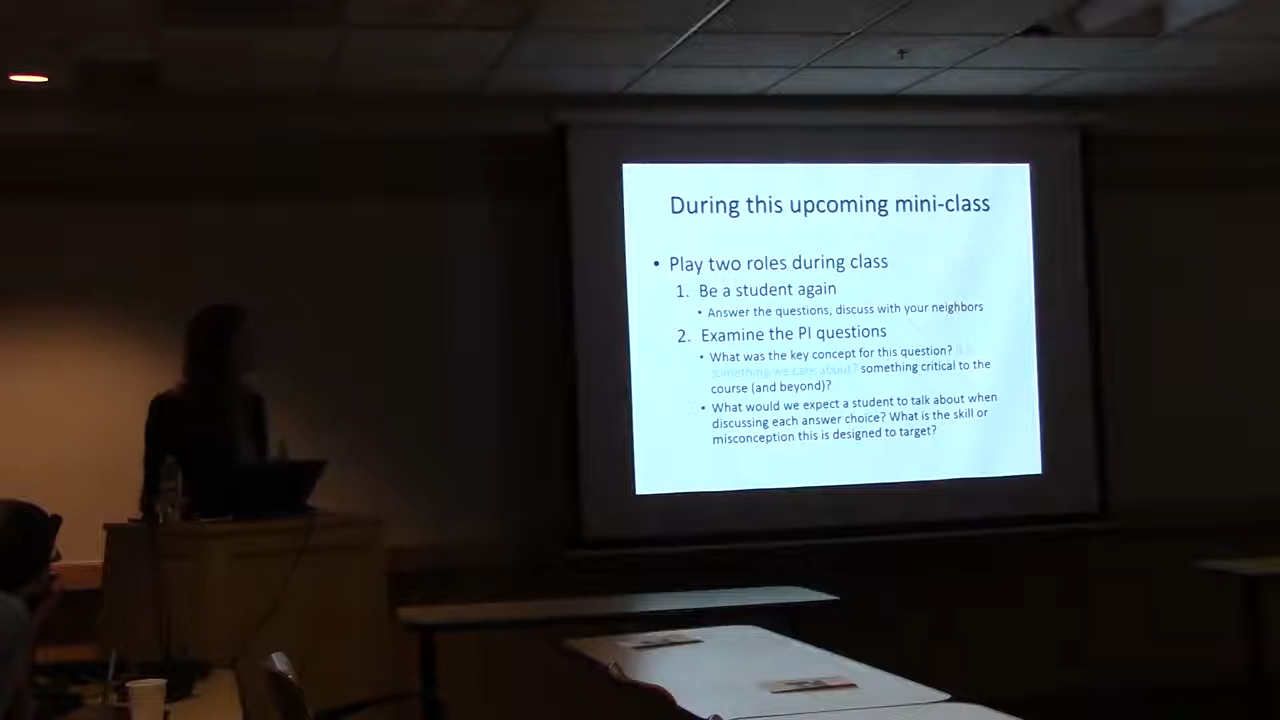 During this upcoming mini-class
• Play two roles during class
1. Be a student again
• Answer the questions, discuss with your neighbors
2. Examine the PI questions
• What was the key concept for this question? It is
something we care about? something critical to the
course (and beyond)?
• What would we expect a student to talk about when
discussing each answer choice? What is the skill or
misconception this is designed to target?